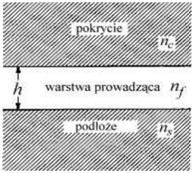 pokrycie
n_c
h
warstwa prowadząca n_f
podłoże
n_s